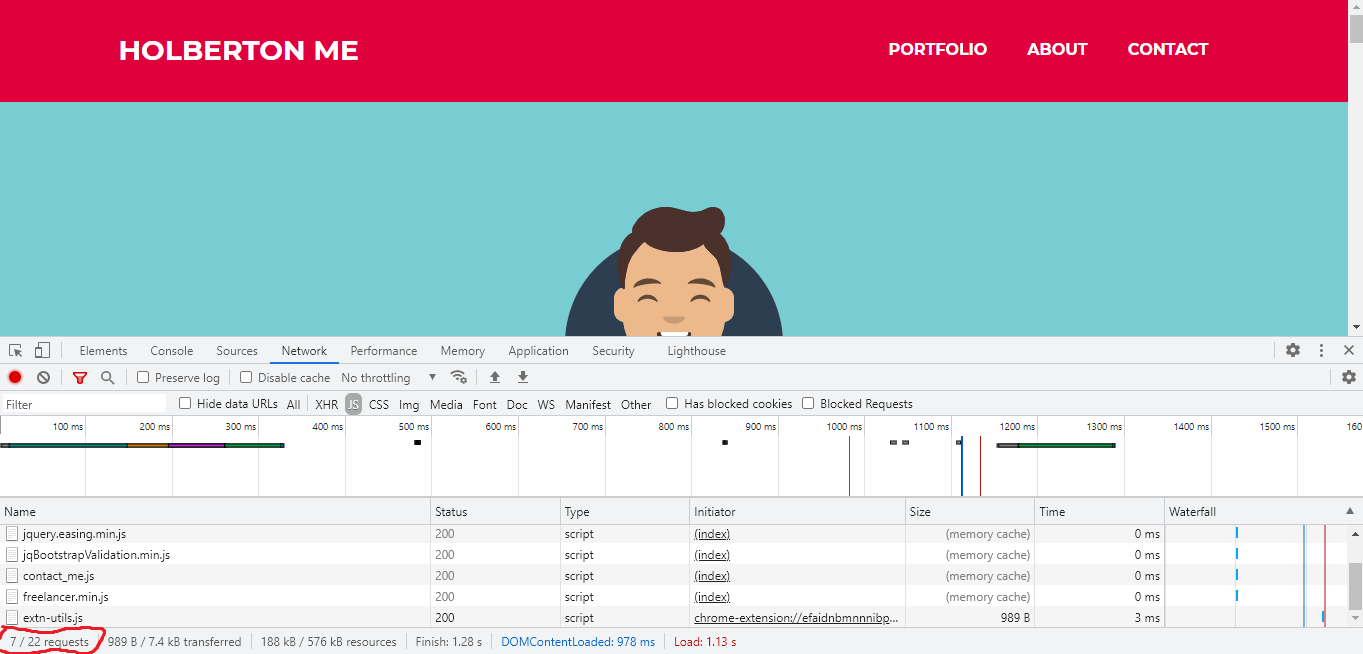 HOLBERTON ME PORTFOLIO ABOUT CONTACT
Elements Console Sources Network Performance Memory Application Security Lighthouse
Preserve log Disable cache No throttling
Filter Hide data URLs All XHR JS CSS Img Media Font Doc WS Manifest Other Has blocked cookies Blocked Requests
100 ms 200 ms 300 ms 400 ms 500 ms 600 ms 700 ms 800 ms 900 ms 1000 ms 1100 ms 1200 ms 1300 ms 1400 ms 1500 ms 160
Name Status Type Initiator Size Time Waterfall
jquery.easing.min.js 200 script (index) (memory cache) 0 ms
jqBootstrapValidation.min.js 200 script (index) (memory cache) 0 ms
contact_me.js 200 script (index) (memory cache) 0 ms
freelancer.min.js 200 script (index) (memory cache) 0 ms
extn-utils.js 200 script chrome-extension://efaidnbmnnnibp... 989 B 3 ms
7 / 22 requests 989 B / 7.4 kB transferred 188 kB / 576 kB resources Finish: 1.28 s DOMContentLoaded: 978 ms Load: 1.13 s